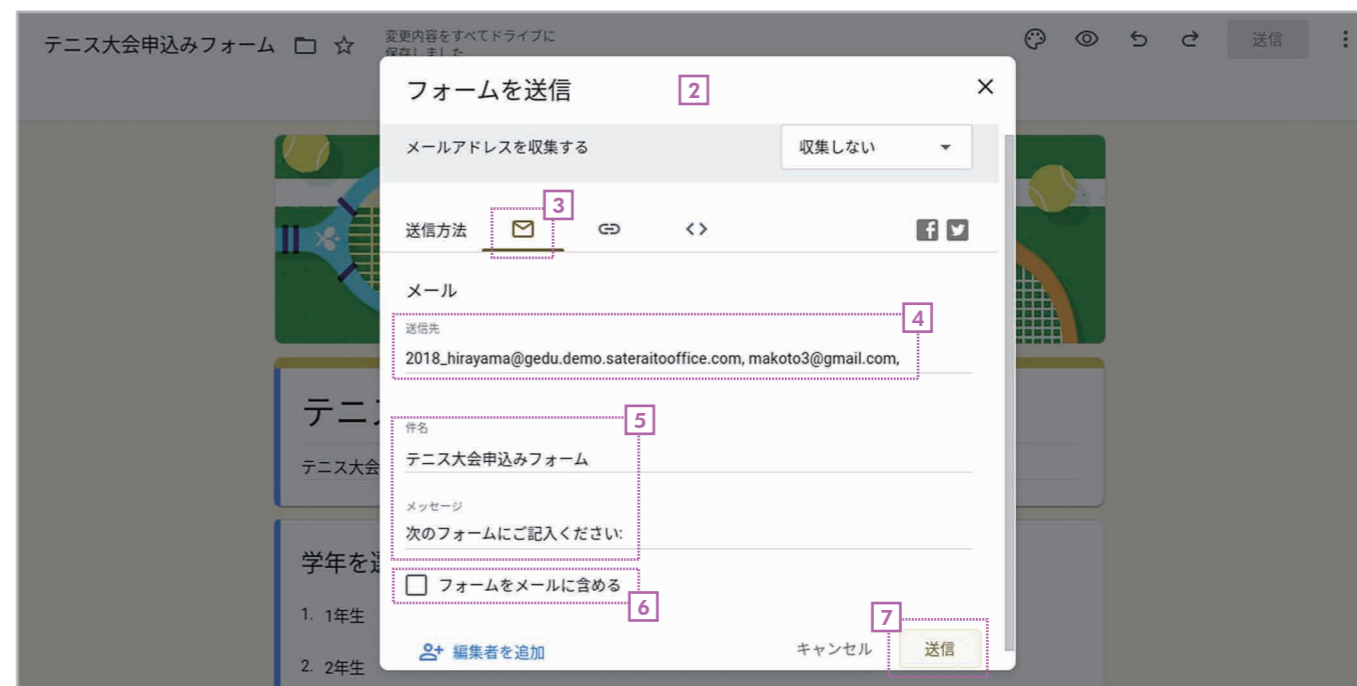 テニス大会申込みフォーム
変更内容をすべてドライブに
保存しました
送信
フォームを送信
2
メールアドレスを収集する
収集しない
3
送信方法
メール
4
送信先
2018_hirayama@gedu.demo.sateraitooffice.com, makoto3@gmail.com,
5
件名
テニス大会申込みフォーム
メッセージ
次のフォームにご記入ください:
フォームをメールに含める
6
7
編集者を追加
キャンセル
送信
テニ
テニス大会
学年を選
1. 1年生
2. 2年生